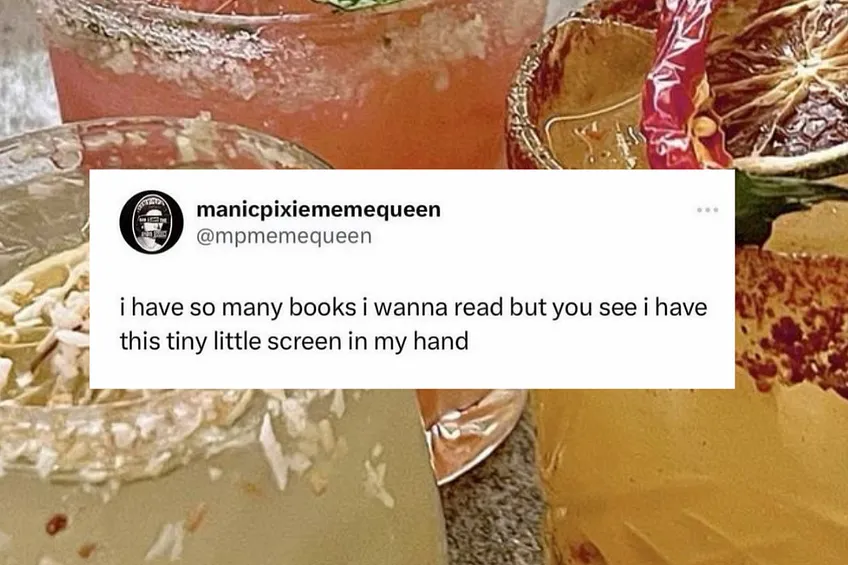 manicpixiememequeen
@mpmemequeen
i have so many books i wanna read but you see i have
this tiny little screen in my hand